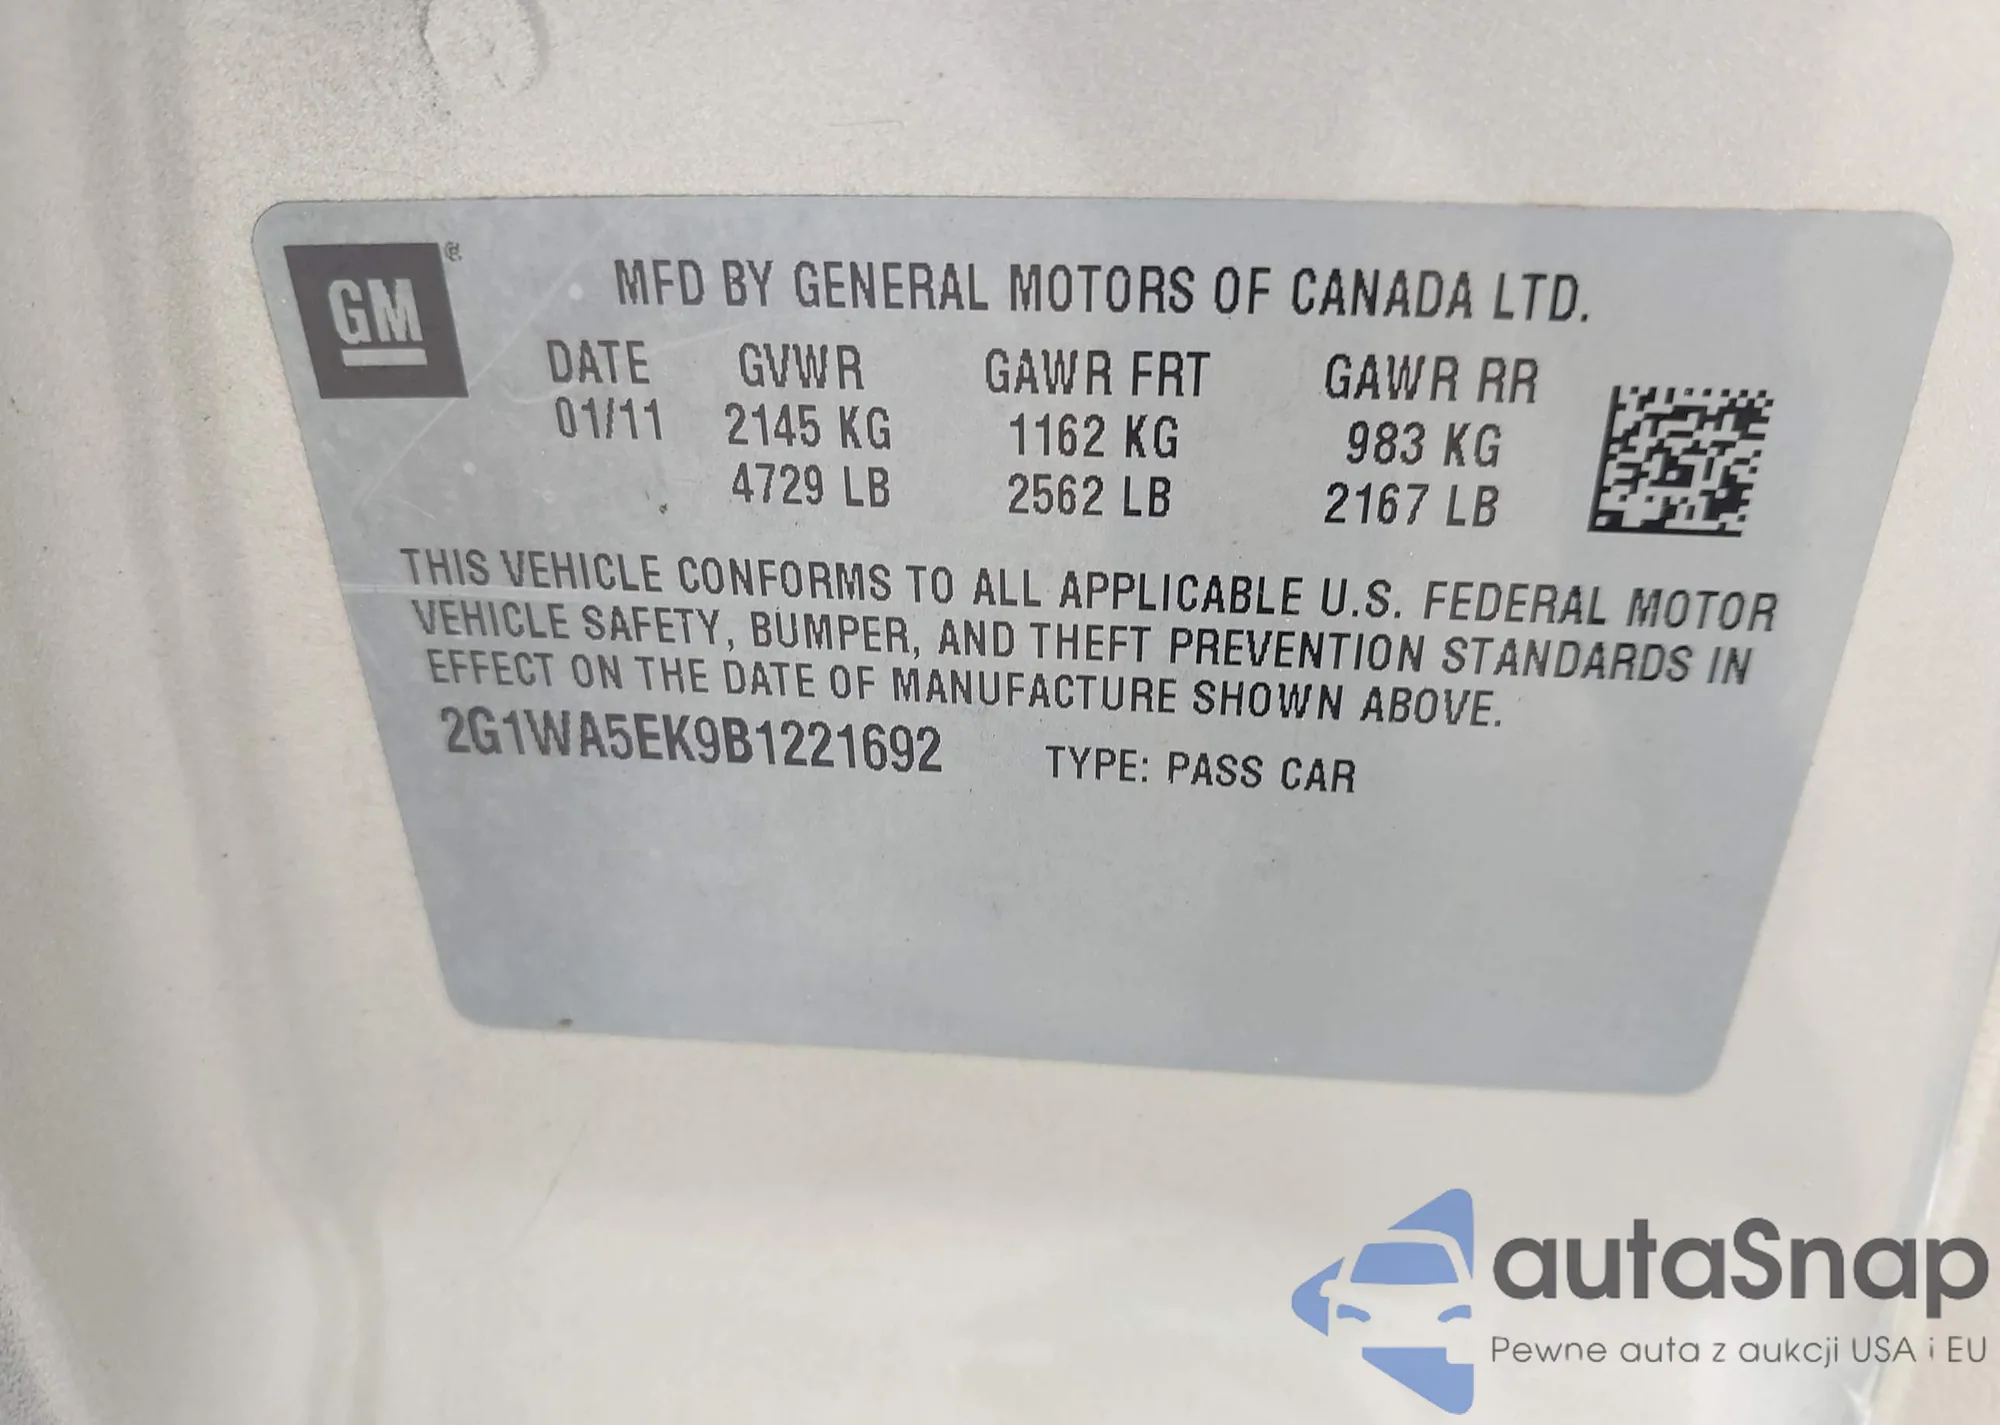 GM
MFD BY GENERAL MOTORS OF CANADA LTD.
DATE GVWR GAWR FRT GAWR RR
01/11 2145 KG 1162 KG 983 KG
4729 LB 2562 LB 2167 LB
THIS VEHICLE CONFORMS TO ALL APPLICABLE U.S. FEDERAL MOTOR
VEHICLE SAFETY, BUMPER, AND THEFT PREVENTION STANDARDS IN
EFFECT ON THE DATE OF MANUFACTURE SHOWN ABOVE.
2G1WA5EK9B1221692 TYPE: PASS CAR
autaSnap
Pewne auta z aukcji USA i EU